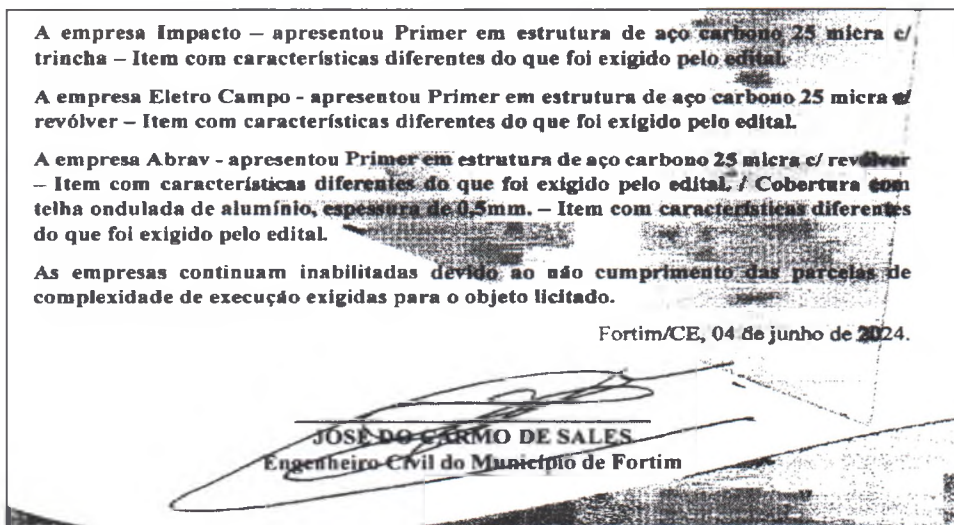 A empresa Impacto – apresentou Primer em estrutura de aço carbono 25 micra c/
trincha – Item com características diferentes do que foi exigido pelo edital.
A empresa Eletro Campo - apresentou Primer em estrutura de aço carbono 25 micra c/
revólver – Item com características diferentes do que foi exigido pelo edital.
A empresa Abrav - apresentou Primer em estrutura de aço carbono 25 micra c/ revólver
– Item com características diferentes do que foi exigido pelo edital. / Cobertura com
telha ondulada de alumínio, espessura de 0,5mm. – Item com características diferentes
do que foi exigido pelo edital.
As empresas continuam inabilitadas devido ao não cumprimento das parcelas de
complexidade de execução exigidas para o objeto licitado.
Fortim/CE, 04 de junho de 2024.
JOSÉ DO CARMO DE SALES
Engenheiro Civil do Município de Fortim